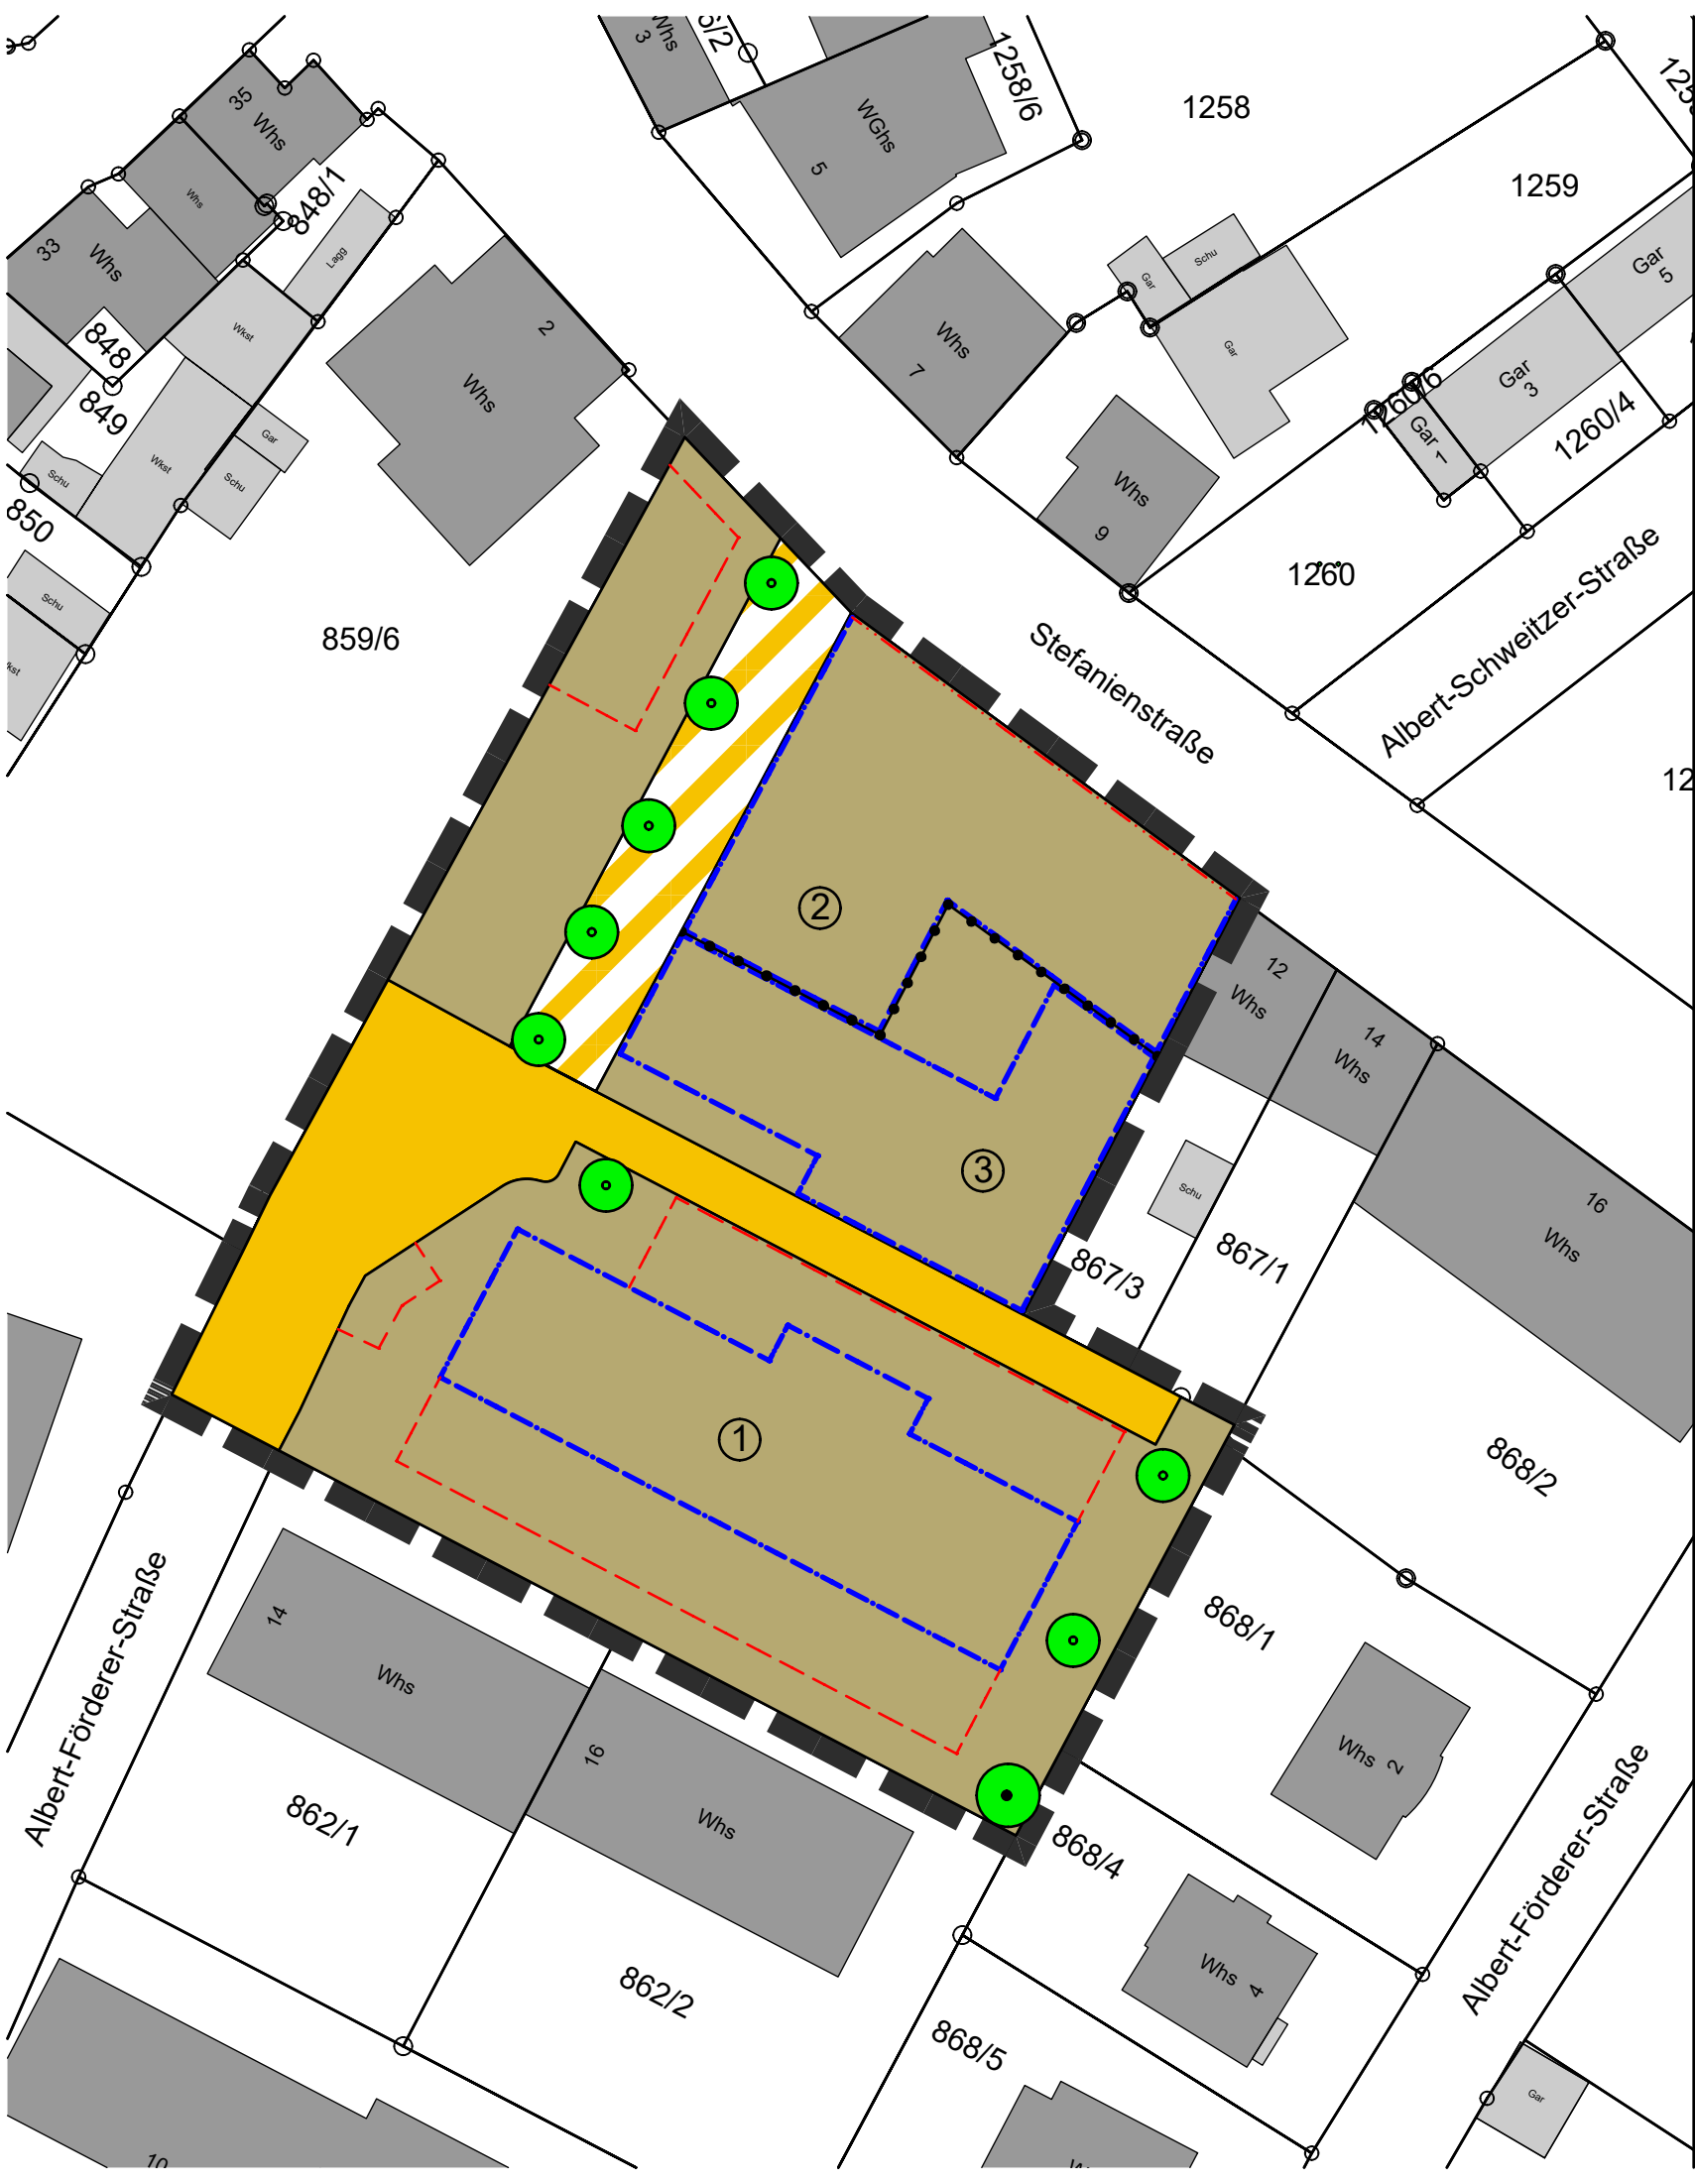 Whs
3
5/2
1258/6
1258
125
35
Whs
WGhs
5
1259
Whs
848/1
33
Whs
Lagg
Schu
Gar
Gar
5
Wkst
2
848
Whs
7
Gar
Gar
3
1260/6
849
Whs
Gar
1
1260/4
Gar
Wkst
Schu
Schu
Whs
9
850
1260
Schu
859/6
Stefanienstraße
Albert-Schweitzer-Straße
kst
12
2
12
Whs
14
Whs
3
Schu
16
Whs
867/3
867/1
1
868/2
14
Whs
868/1
16
Whs
Whs
2
Albert-Förderer-Straße
862/1
868/4
Albert-Förderer-Straße
Whs
4
862/2
868/5
Gar
10